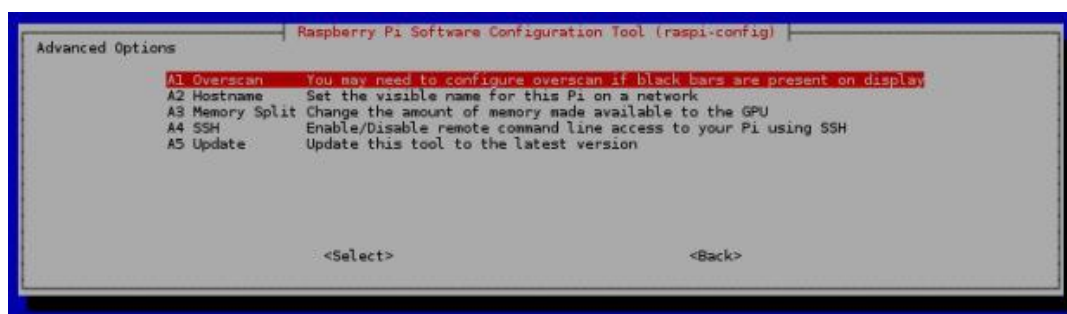 Raspberry Pi Software Configuration Tool (raspi-config)
Advanced Options
A1 Overscan You may need to configure overscan if black bars are present on display
A2 Hostname Set the visible name for this Pi on a network
A3 Memory Split Change the amount of memory made available to the GPU
A4 SSH Enable/Disable remote command line access to your Pi using SSH
A5 Update Update this tool to the latest version
<Select> <Back>